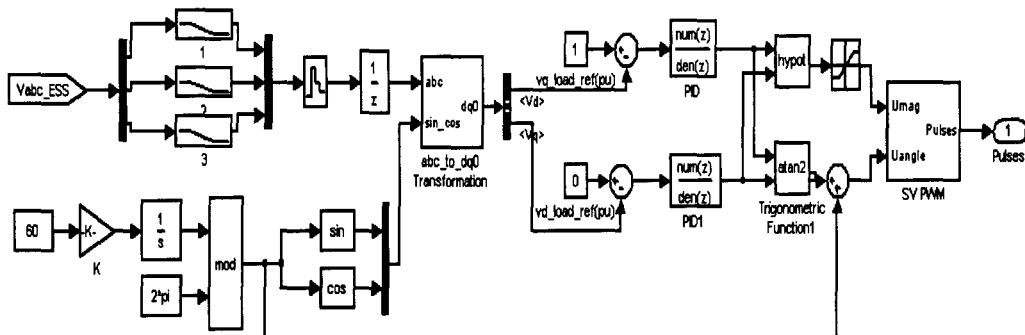 Vabc_ESS
1
2
3
1
z
abc
sin_cos
dq0
abc_to_dq0
Transformation
<Vd>
<Vq>
1
vq_load_ref(pu)
0
vd_load_ref(pu)
num(z)
den(z)
PID
num(z)
den(z)
PID1
hypot
atan2
Trigonometric
Function1
Umag
Pulses
Uangle
SV PWM
1
Pulses
60
-K-
K
1
s
2*pi
mod
sin
cos